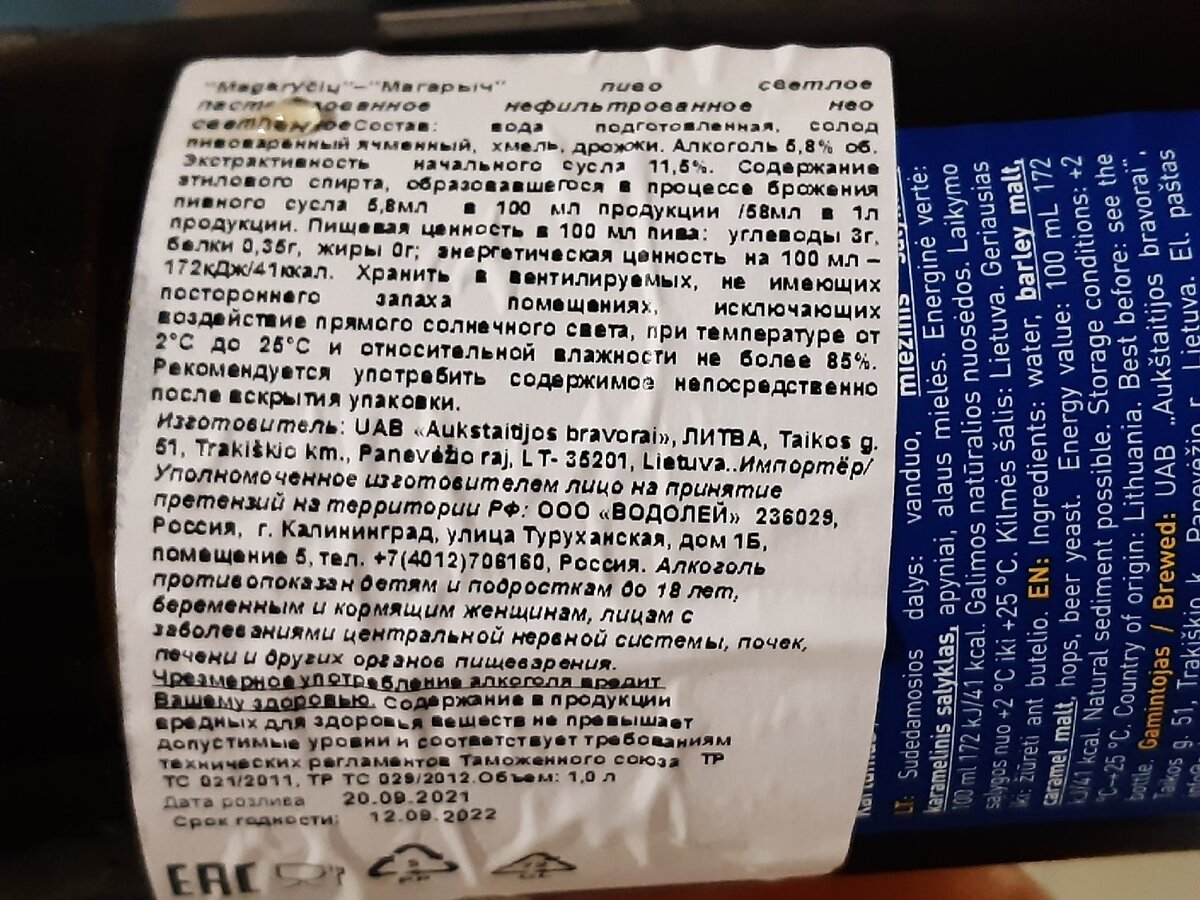 "Magaryčių"–"Магарыч" пиво светлое
нефильтрованное нео
Состав: вода подготовленная, солод
пивоваренный ячменный, хмель, дрожжи. Алкоголь 5,8% об.
Экстрактивность начального сусла 11,5%. Содержание
этилового спирта, образовавшегося в процессе брожения
пивного сусла 5,8мл в 100 мл продукции /58мл в 1л
продукции. Пищевая ценность в 100 мл пива: углеводы 3г,
белки 0,35г, жиры 0г; энергетическая ценность на 100 мл –
172кДж/41ккал. Хранить в вентилируемых, не имеющих
постороннего запаха помещениях, исключающих
воздействие прямого солнечного света, при температуре от
2°C до 25°C и относительной влажности не более 85%.
Рекомендуется употребить содержимое непосредственно
после вскрытия упаковки.
Изготовитель: UAB «Aukstaitijos bravorai», ЛИТВА, Taikos g.
51, Trakiškio km., Panevėžio raj, LT- 35201, Lietuva..Импортёр/
Уполномоченное изготовителем лицо на принятие
претензий на территории РФ: ООО «ВОДОЛЕЙ» 236029,
Россия, г. Калининград, улица Туруханская, дом 1Б,
помещение 5, тел. +7(4012)706160, Россия. Алкоголь
противопоказан детям и подросткам до 18 лет,
беременным и кормящим женщинам, лицам с
заболеваниями центральной нервной системы, почек,
печени и других органов пищеварения.
Чрезмерное употребление алкоголя вредит
Вашему здоровью. Содержание в продукции
вредных для здоровья веществ не превышает
допустимые уровни и соответствует требованиям
технических регламентов Таможенного союза ТР
ТС 021/2011, ТР ТС 029/2012.Объем: 1,0 л
Дата розлива 20.09.2021
Срок годности: 12.09.2022
EAC
LT: Sudedamosios dalys: vanduo, miežinis
karamelinis salyklas, apyniai, alaus mielės. Energinė vertė:
100 ml 172 kJ/41 kcal. Galimos natūralios nuosėdos. Laikymo
sąlygos nuo +2 °C iki +25 °C. Kilmės šalis: Lietuva. Geriausias
iki: žiūrėti ant butelio. EN: Ingredients: water, barley malt,
caramel malt, hops, beer yeast. Energy value: 100 mL 172
kJ/41 kcal. Natural sediment possible. Storage conditions: +2
°C–25 °C. Country of origin: Lithuania. Best before: see the
bottle. Gamintojas / Brewed: UAB „Aukštaitijos bravorai",
Taikos g. 51, Trakiškio k., Panevėžio r., Lietuva. El. paštas